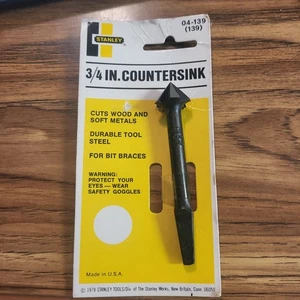 04-139
(139)
STANLEY
3/4 IN. COUNTERSINK
CUTS WOOD AND
SOFT METALS
DURABLE TOOL
STEEL
FOR BIT BRACES
WARNING:
PROTECT YOUR
EYES — WEAR
SAFETY GOGGLES
Made in U.S.A.
© 1979 STANLEY TOOLS/Div. of The Stanley Works, New Britain, Conn. 06050